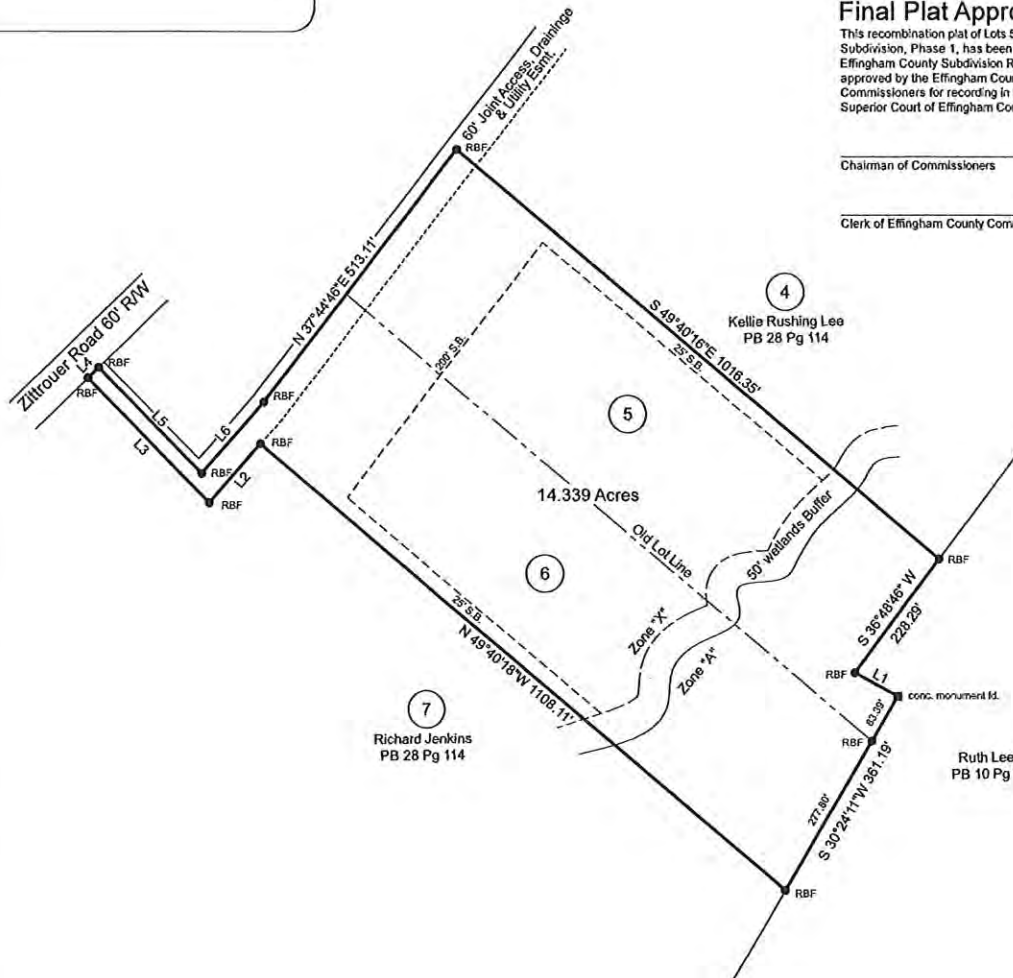 Final Plat Appro
This recombination plat of Lots 5
Subdivision, Phase 1, has been
Effingham County Subdivision R
approved by the Effingham Cou
Commissioners for recording in
Superior Court of Effingham Co
Chairman of Commissioners
Clerk of Effingham County Com
60' Joint Access, Draininge
& Utility Esmt.
RBF
N 37°44'46"E 513.11'
4
Kellie Rushing Lee
PB 28 Pg 114
S 49°40'16"E 1016.35'
25' S.B.
200' S.B.
Zittrouer Road 60' R/W
L4
RBF
RBF
L5
L3
L6
RBF
RBF
L2
RBF
RBF
5
14.339 Acres
Old Lot Line
50' wetlands Buffer
6
Zone "X"
Zone "A"
25' S.B.
N 49°40'18"W 1108.11'
7
Richard Jenkins
PB 28 Pg 114
RBF
S 36°48'46" W
228.29'
RBF
L1
conc. monument fd.
83.39'
RBF
Ruth Lee
PB 10 Pg
277.80'
S 30°24'11"W 361.19'
RBF